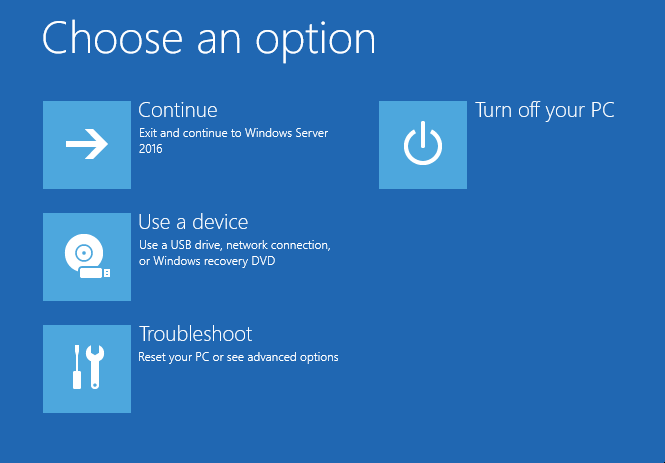 Choose an option
Continue
Exit and continue to Windows Server
2016
Turn off your PC
Use a device
Use a USB drive, network connection,
or Windows recovery DVD
Troubleshoot
Reset your PC or see advanced options